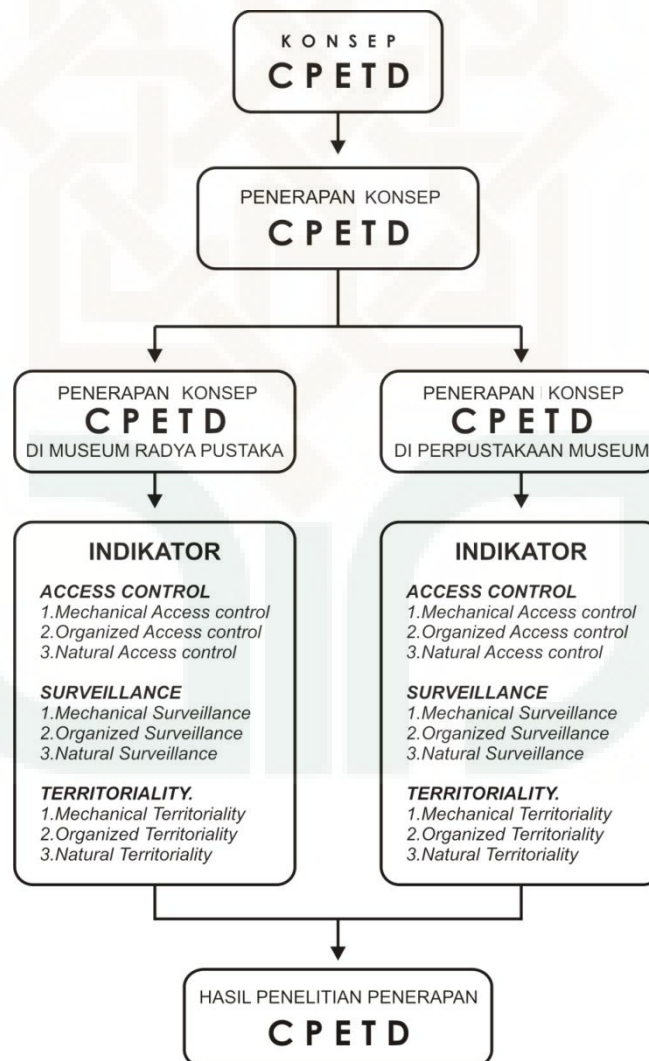 KONSEP
CPETD
PENERAPAN KONSEP
CPETD
PENERAPAN KONSEP
CPETD
DI MUSEUM RADYA PUSTAKA
PENERAPAN KONSEP
CPETD
DI PERPUSTAKAAN MUSEUM
INDIKATOR
ACCESS CONTROL
1.Mechanical Access control
2.Organized Access control
3.Natural Access control
SURVEILLANCE
1.Mechanical Surveillance
2.Organized Surveillance
3.Natural Surveillance
TERRITORIALITY.
1.Mechanical Territoriality
2.Organized Territoriality
3.Natural Territoriality
INDIKATOR
ACCESS CONTROL
1.Mechanical Access control
2.Organized Access control
3.Natural Access control
SURVEILLANCE
1.Mechanical Surveillance
2.Organized Surveillance
3.Natural Surveillance
TERRITORIALITY.
1.Mechanical Territoriality
2.Organized Territoriality
3.Natural Territoriality
HASIL PENELITIAN PENERAPAN
CPETD